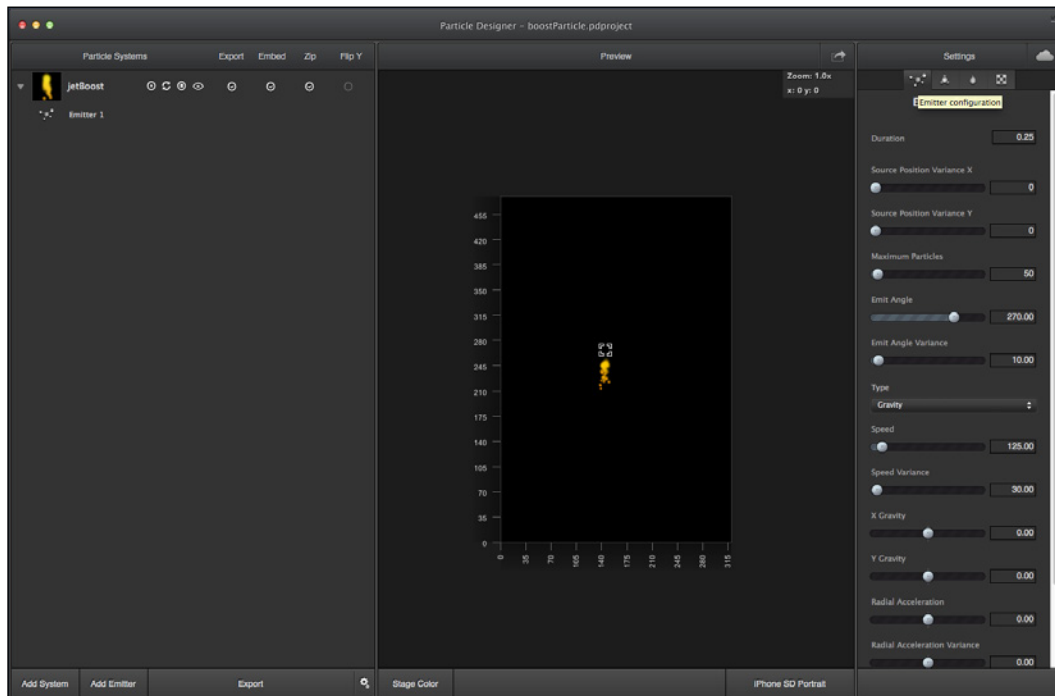 Particle Designer – boostParticle.pdproject
Particle Systems Export Embed Zip Flip Y
Preview
Settings
jetBoost
Emitter 1
Zoom: 1.0x
x: 0 y: 0
Emitter configuration
Duration 0.25
Source Position Variance X
0
Source Position Variance Y
0
Maximum Particles
50
Emit Angle
270.00
Emit Angle Variance
10.00
Type
Gravity
Speed
125.00
Speed Variance
30.00
X Gravity
0.00
Y Gravity
0.00
Radial Acceleration
0.00
Radial Acceleration Variance
0.00
455
420
385
350
315
280
245
210
175
140
105
70
35
0
0 35 70 105 140 175 210 245 280 315
Add System Add Emitter Export Stage Color iPhone SD Portrait